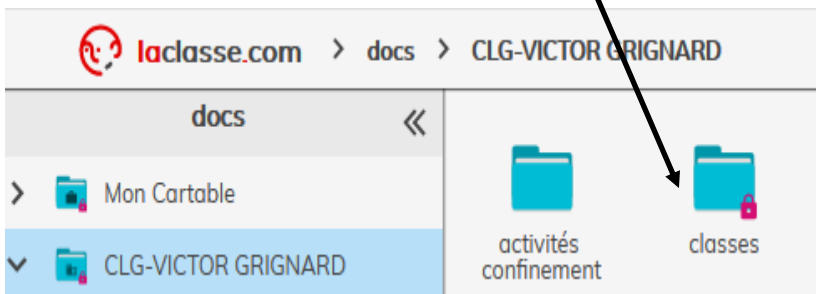 laclasse.com > docs > CLG-VICTOR GRIGNARD
docs «
> Mon Cartable
CLG-VICTOR GRIGNARD
activités
confinement
classes